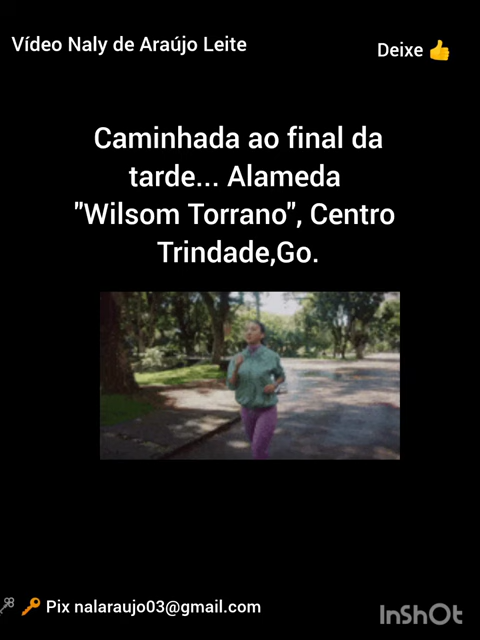 Vídeo Naly de Araújo Leite
Deixe 👍
Caminhada ao final da
tarde... Alameda
"Wilsom Torrano", Centro
Trindade,Go.
🗝 🔑 Pix nalaraujo03@gmail.com
InShOt